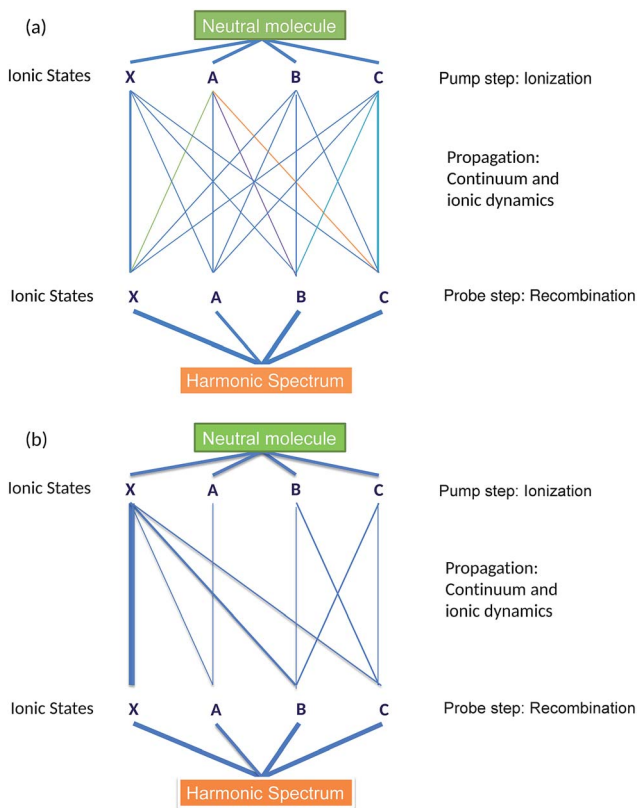 (a)
Neutral molecule
Ionic States X A B C Pump step: Ionization
Propagation:
Continuum and
ionic dynamics
Ionic States X A B C Probe step: Recombination
Harmonic Spectrum
(b)
Neutral molecule
Ionic States X A B C Pump step: Ionization
Propagation:
Continuum and
ionic dynamics
Ionic States X A B C Probe step: Recombination
Harmonic Spectrum